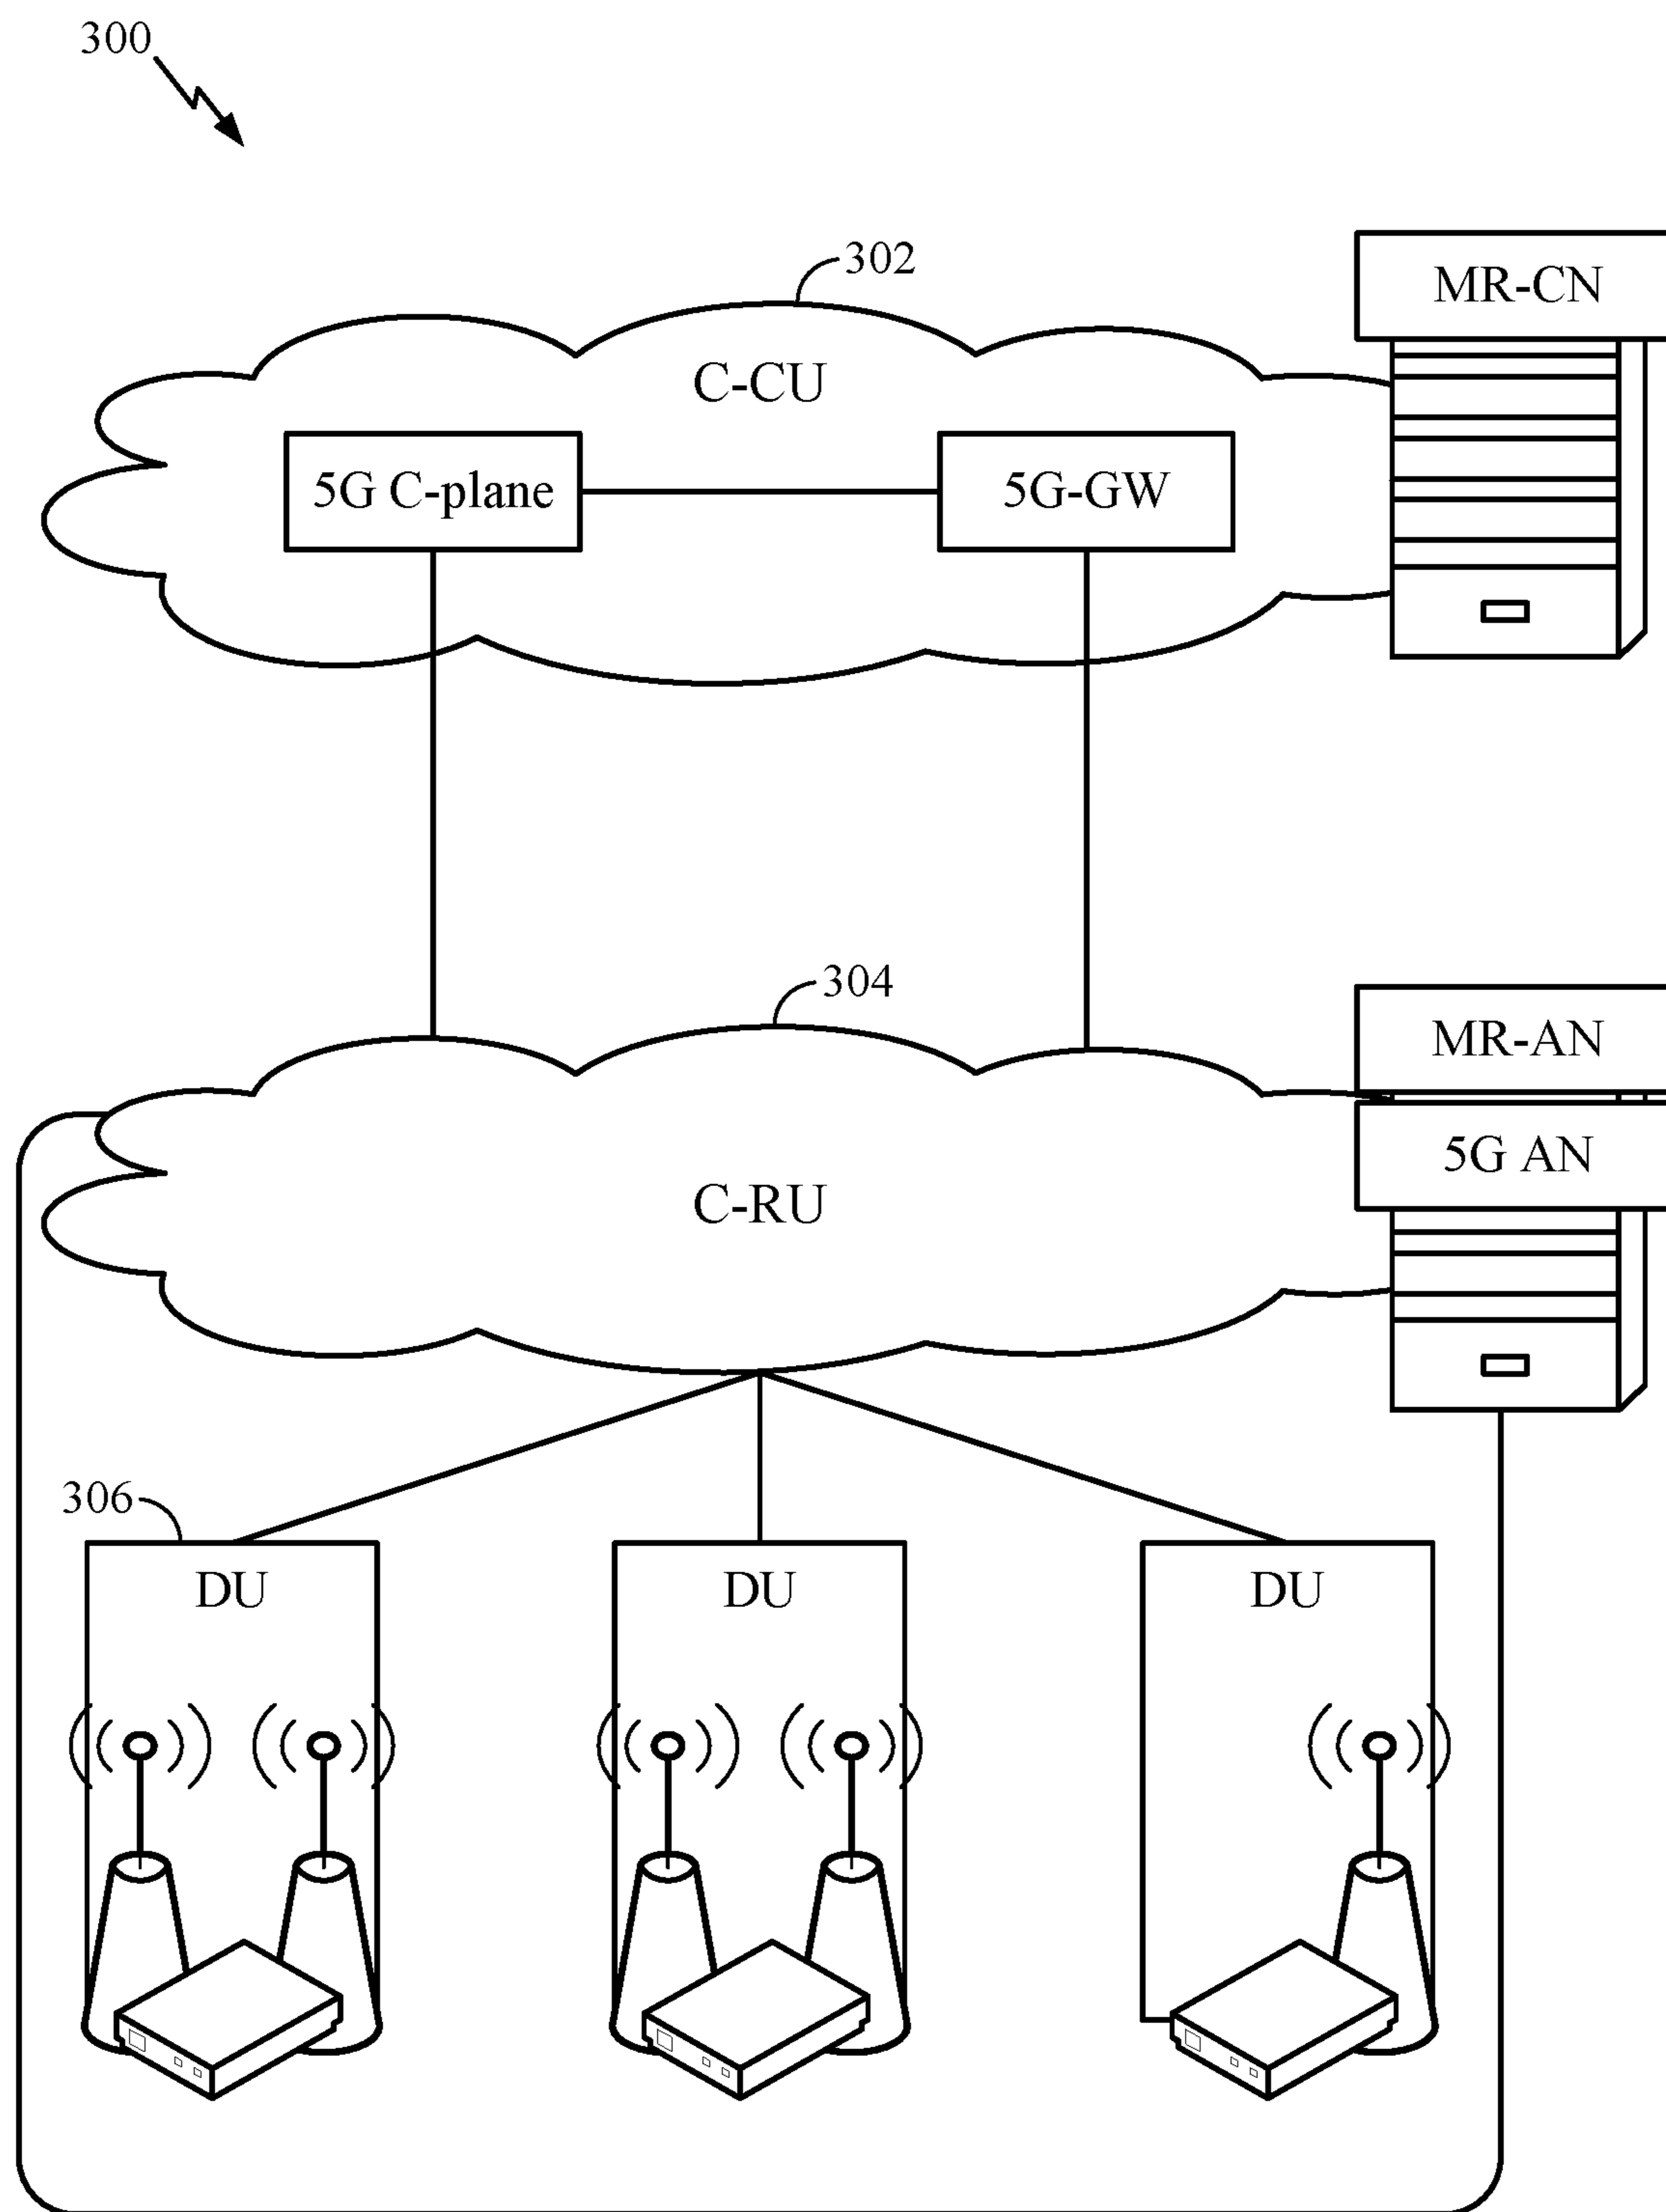 300
302
MR-CN
C-CU
5G C-plane
5G-GW
304
MR-AN
5G AN
C-RU
306
DU
DU
DU